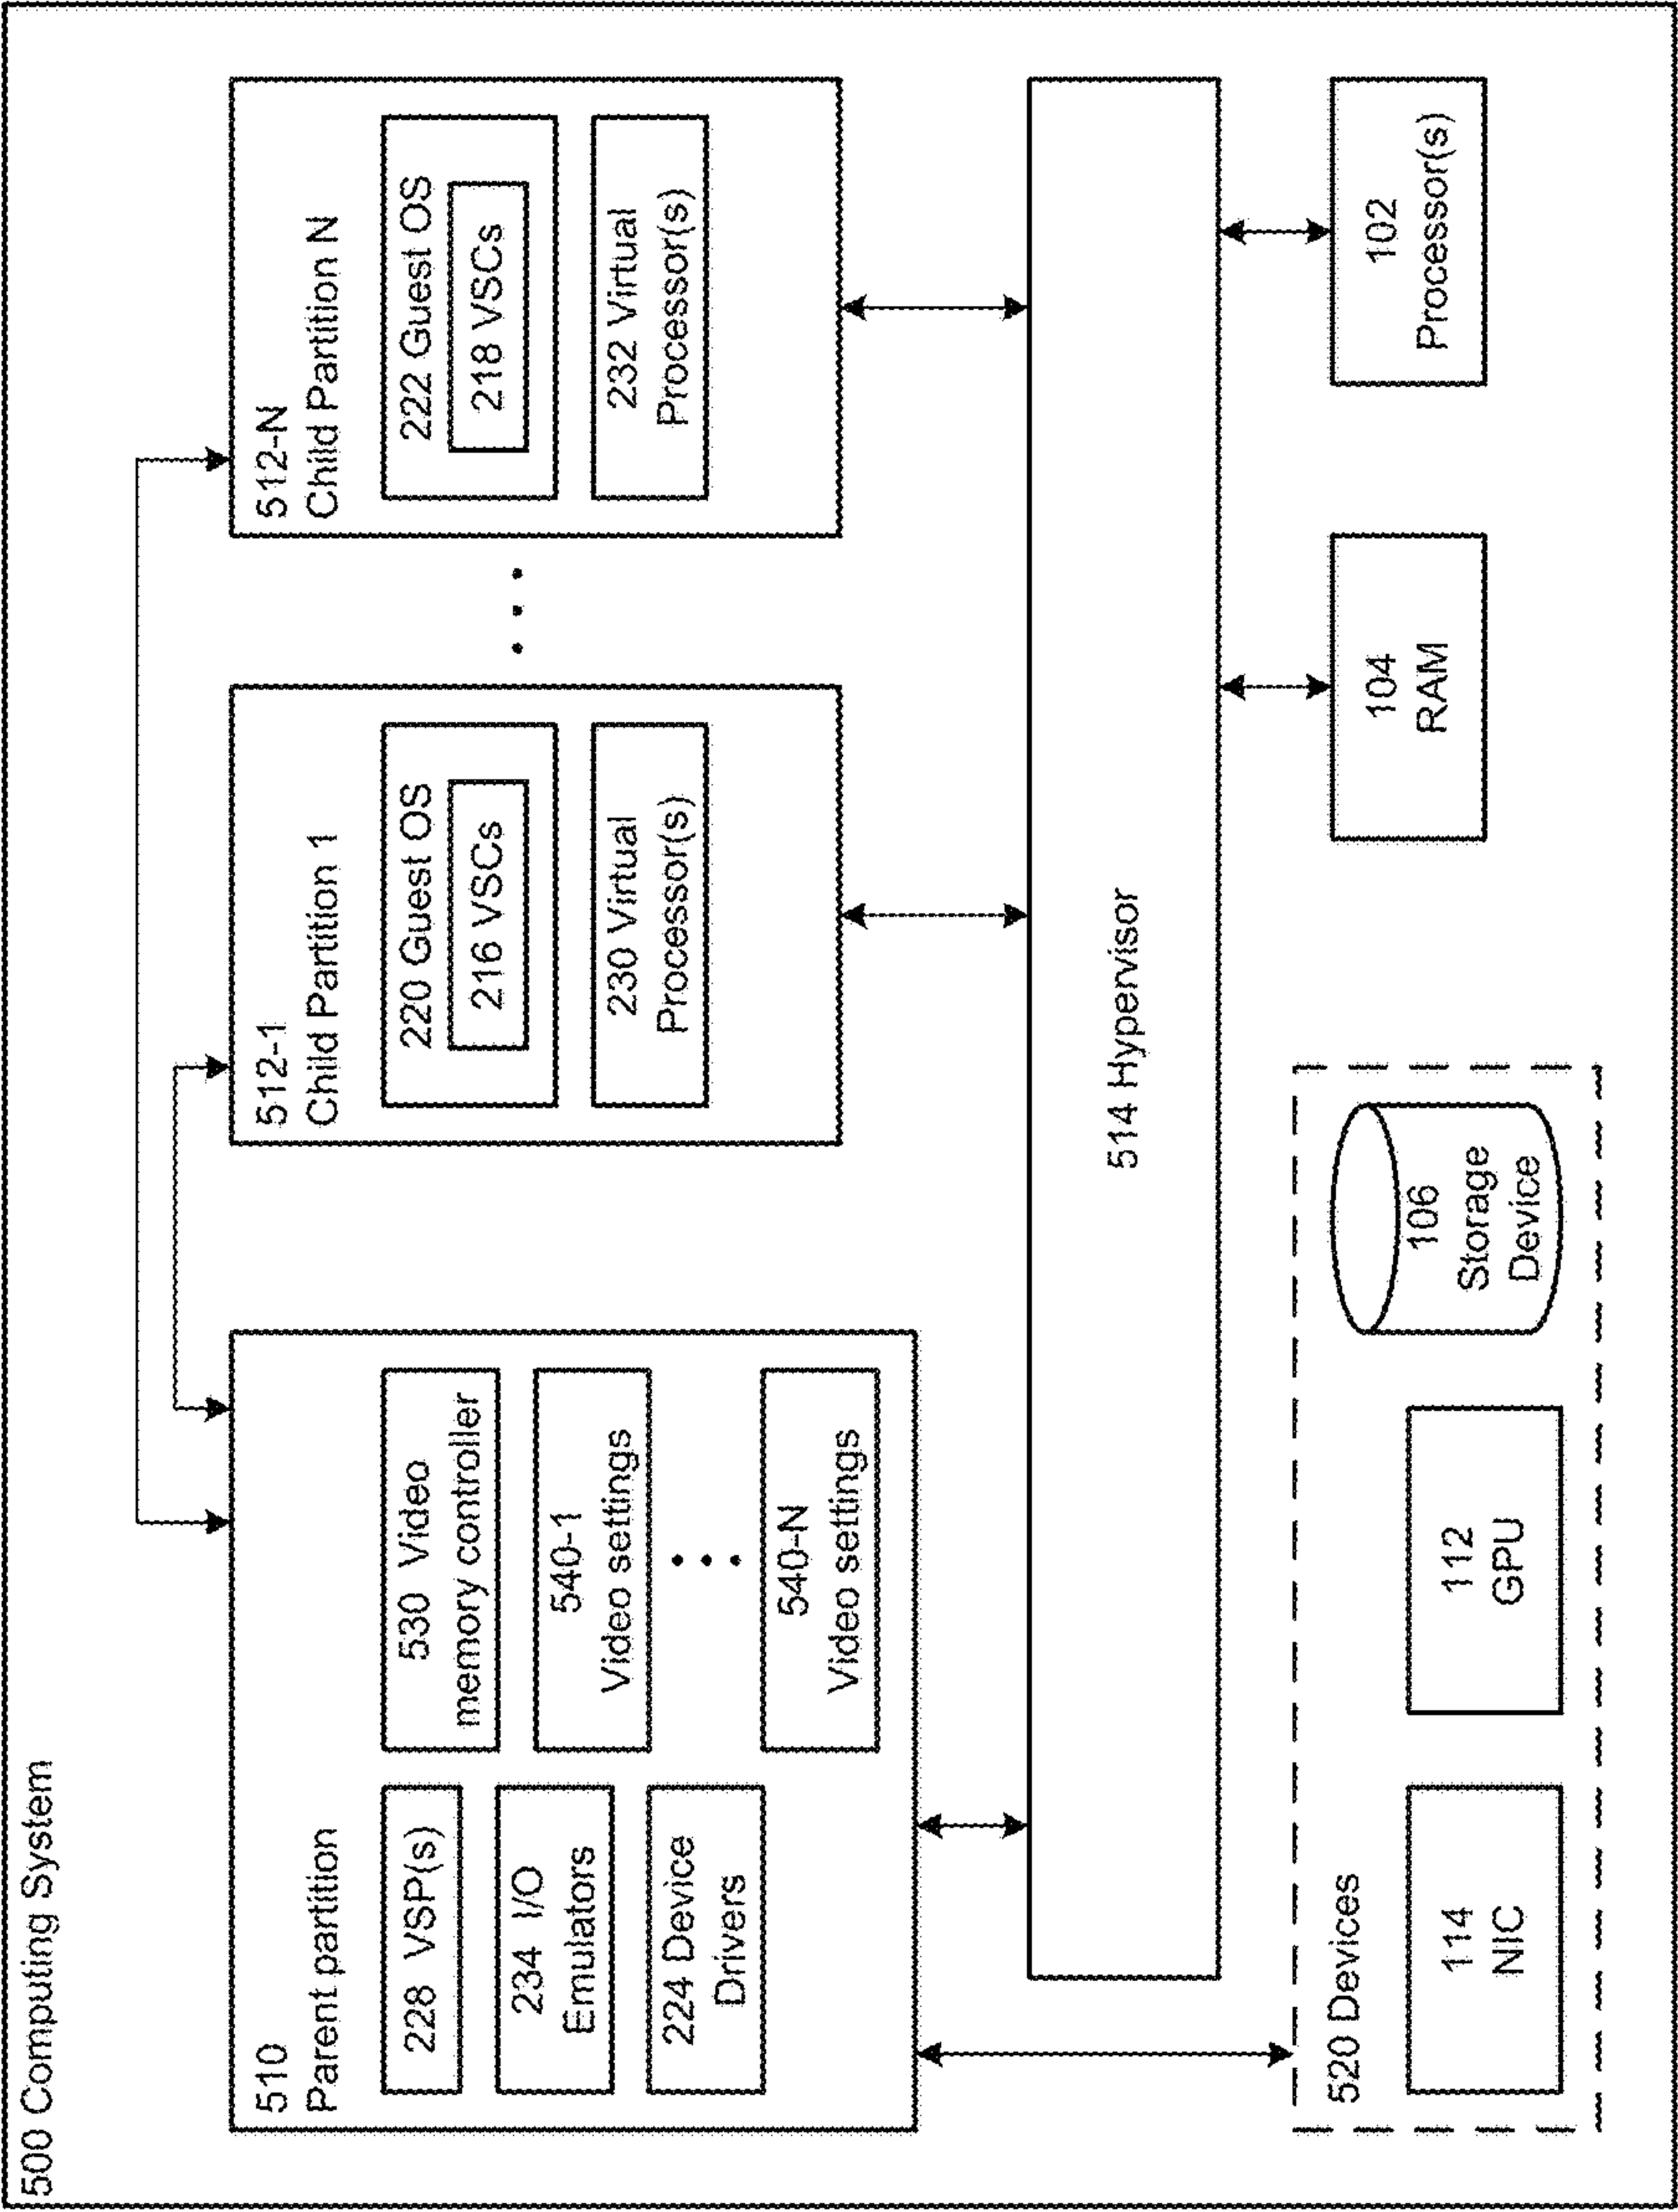 500 Computing System
510
Parent partition
228 VSP(s)
234 I/O
Emulators
224 Device
Drivers
530 Video
memory controller
540-1
Video settings
540-N
Video settings
512-1
Child Partition 1
220 Guest OS
216 VSCs
230 Virtual
Processor(s)
512-N
Child Partition N
222 Guest OS
218 VSCs
232 Virtual
Processor(s)
514 Hypervisor
520 Devices
114
NIC
112
GPU
106
Storage
Device
104
RAM
102
Processor(s)